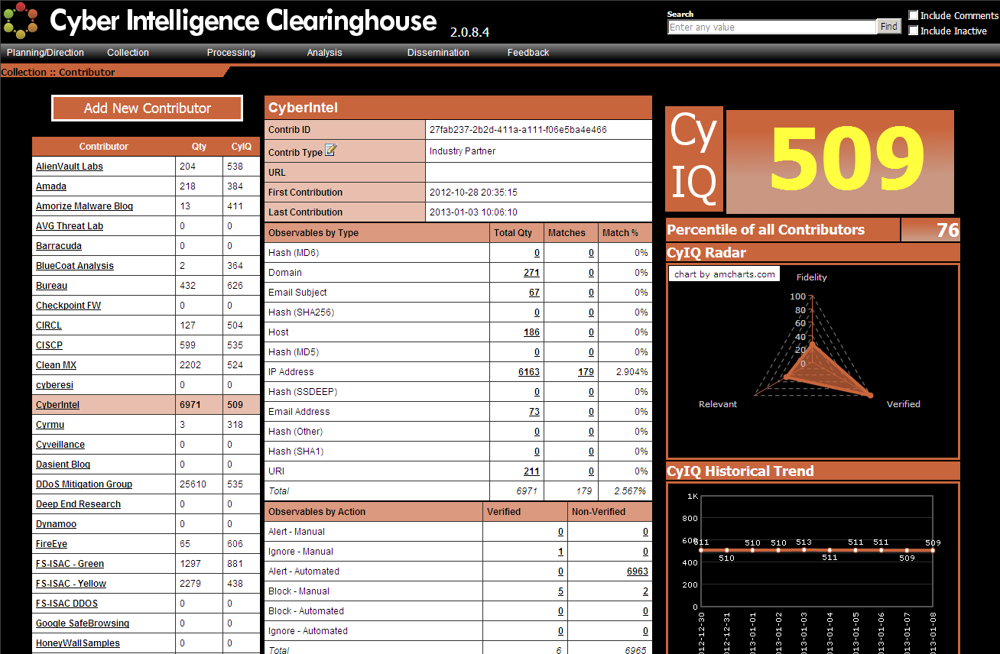 Cyber Intelligence Clearinghouse 2.0.8.4
Search
Enter any value
Find
Include Comments
Include Inactive
Planning/Direction Collection Processing Analysis Dissemination Feedback
Collection :: Contributor
Add New Contributor
Contributor Qty CyIQ
AlienVault Labs 204 538
Amada 218 384
Amorize Malware Blog 13 411
AVG Threat Lab 0 0
Barracuda 0 0
BlueCoat Analysis 2 364
Bureau 432 626
Checkpoint FW 0 0
CIRCL 127 504
CISCP 599 535
Clean MX 2202 524
cyberesi 0 0
CyberIntel 6971 509
Cyrmu 3 318
Cyveillance 0 0
Dasient Blog 0 0
DDoS Mitigation Group 25610 535
Deep End Research 0 0
Dynamoo 0 0
FireEye 65 606
FS-ISAC - Green 1297 881
FS-ISAC - Yellow 2279 438
FS-ISAC DDOS 0 0
Google SafeBrowsing 0 0
HoneyWallSamples 0 0
CyberIntel
Contrib ID 27fab237-2b2d-411a-a111-f06e5ba4e466
Contrib Type Industry Partner
URL
First Contribution 2012-10-28 20:35:15
Last Contribution 2013-01-03 10:06:10
Observables by Type Total Qty Matches Match %
Hash (MD6) 0 0 0%
Domain 271 0 0%
Email Subject 67 0 0%
Hash (SHA256) 0 0 0%
Host 186 0 0%
Hash (MD5) 0 0 0%
IP Address 6163 179 2.904%
Hash (SSDEEP) 0 0 0%
Email Address 73 0 0%
Hash (Other) 0 0 0%
Hash (SHA1) 0 0 0%
URI 211 0 0%
Total 6971 179 2.567%
Observables by Action Verified Non-Verified
Alert - Manual 0 0
Ignore - Manual 1 0
Alert - Automated 0 6963
Block - Manual 5 2
Block - Automated 0 0
Ignore - Automated 0 0
Total 6 6965
Cy
IQ
509
Percentile of all Contributors 76
CyIQ Radar
chart by amcharts.com
Fidelity
100
80
60
40
20
0
Relevant
Verified
CyIQ Historical Trend
1K
800
600
400
200
0
511 510 510 510 513 511 511 511 509 509
012-12-30
012-12-31
013-01-01
013-01-02
013-01-03
013-01-04
013-01-05
013-01-06
013-01-07
013-01-08